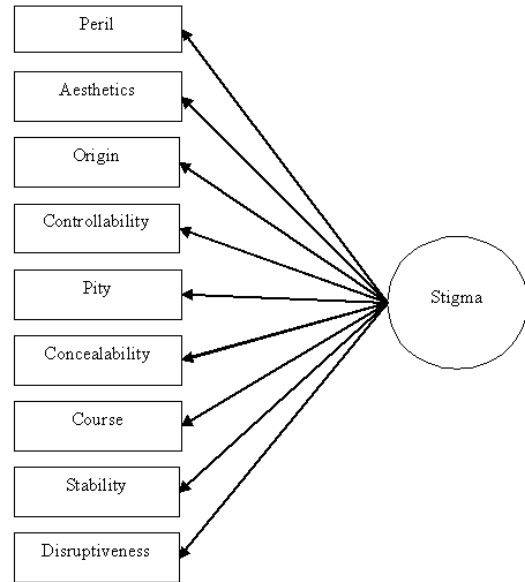 Peril
Aesthetics
Origin
Controllability
Pity
Concealability
Course
Stability
Disruptiveness
Stigma